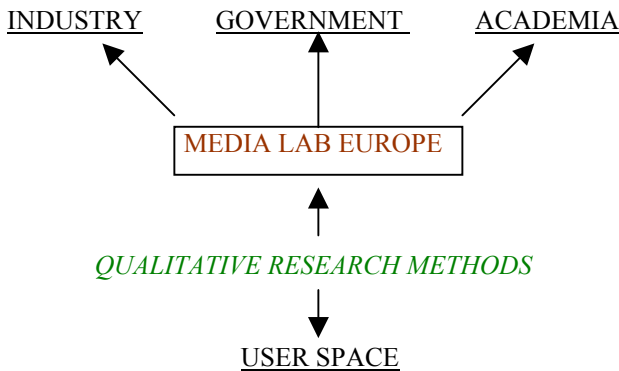 INDUSTRY GOVERNMENT ACADEMIA
MEDIA LAB EUROPE
QUALITATIVE RESEARCH METHODS
USER SPACE